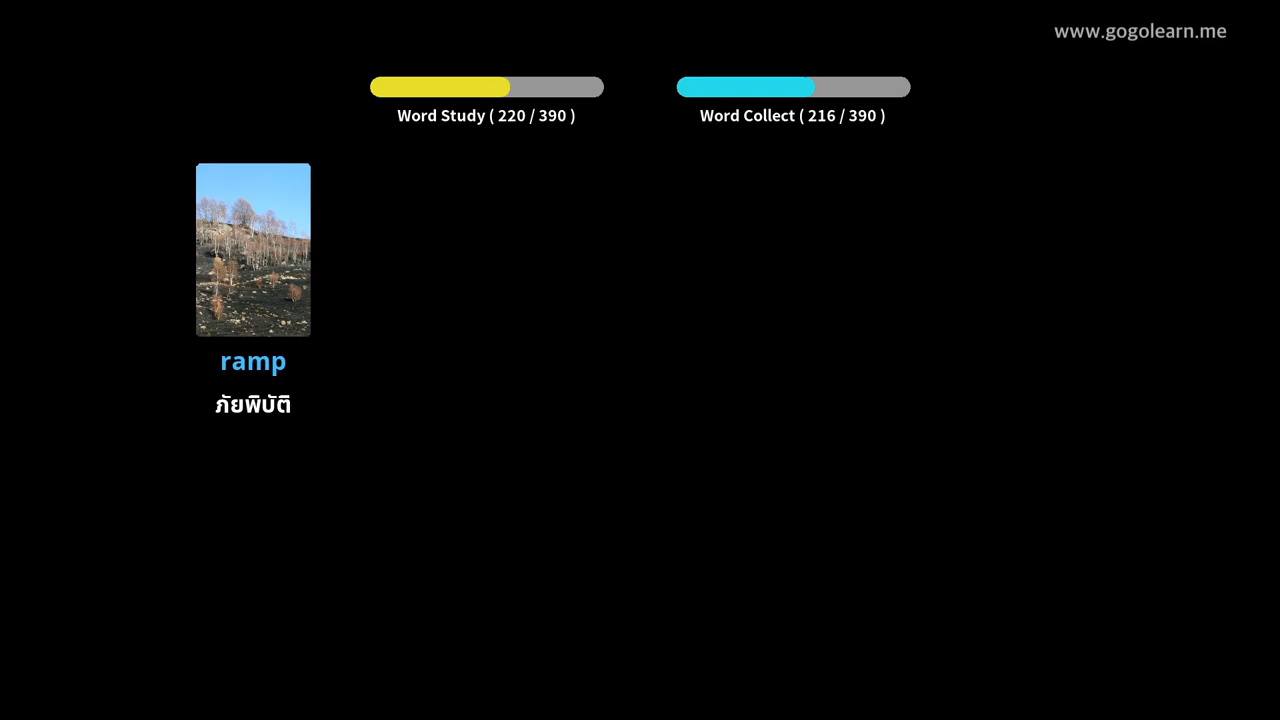 www.gogolearn.me
Word Study ( 220 / 390 )
Word Collect ( 216 / 390 )
ramp
ภัยพิบัติ